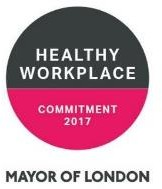 HEALTHY
WORKPLACE
COMMITMENT
2017
MAYOR OF LONDON